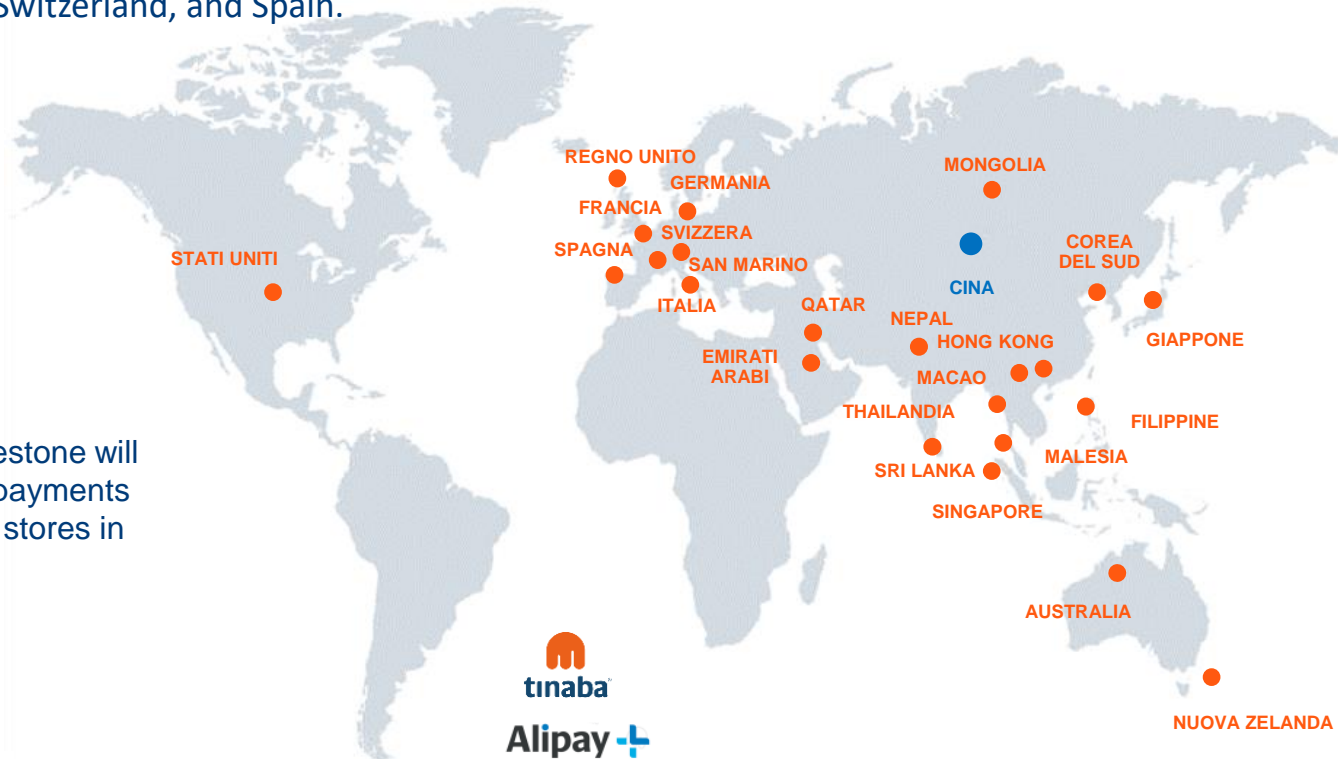 Switzerland, and Spain.
REGNO UNITO
MONGOLIA
GERMANIA
FRANCIA
SVIZZERA
COREA
DEL SUD
SPAGNA
STATI UNITI
SAN MARINO
CINA
ITALIA
QATAR
NEPAL
HONG KONG
GIAPPONE
EMIRATI
ARABI
MACAO
THAILANDIA
FILIPPINE
estone will
payments
stores in
MALESIA
SRI LANKA
SINGAPORE
AUSTRALIA
tinaba
NUOVA ZELANDA
Alipay+